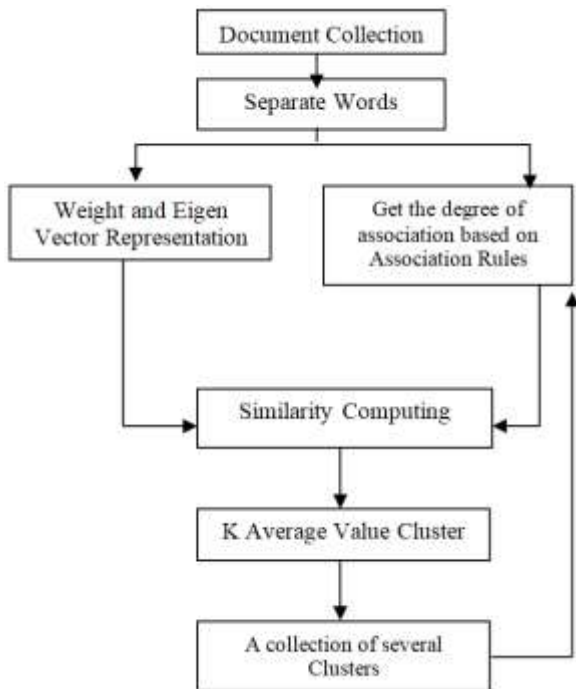 Document Collection
Separate Words
Weight and Eigen
Vector Representation
Get the degree of
association based on
Association Rules
Similarity Computing
K Average Value Cluster
A collection of several
Clusters